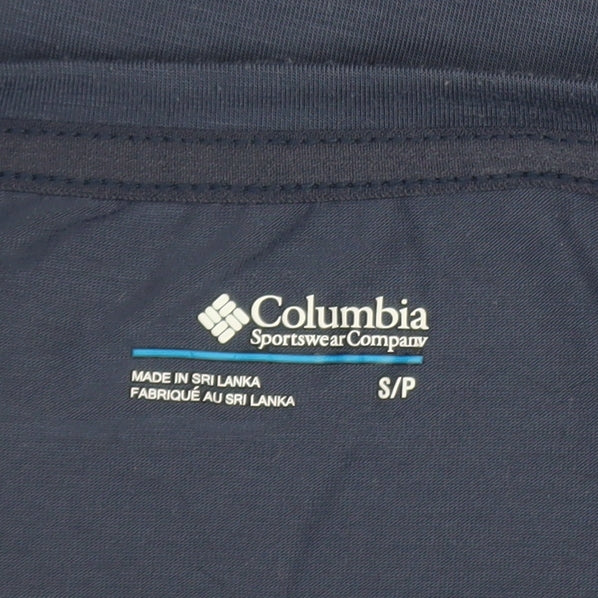 Columbia
Sportswear Company
MADE IN SRI LANKA
FABRIQUÉ AU SRI LANKA
S/P